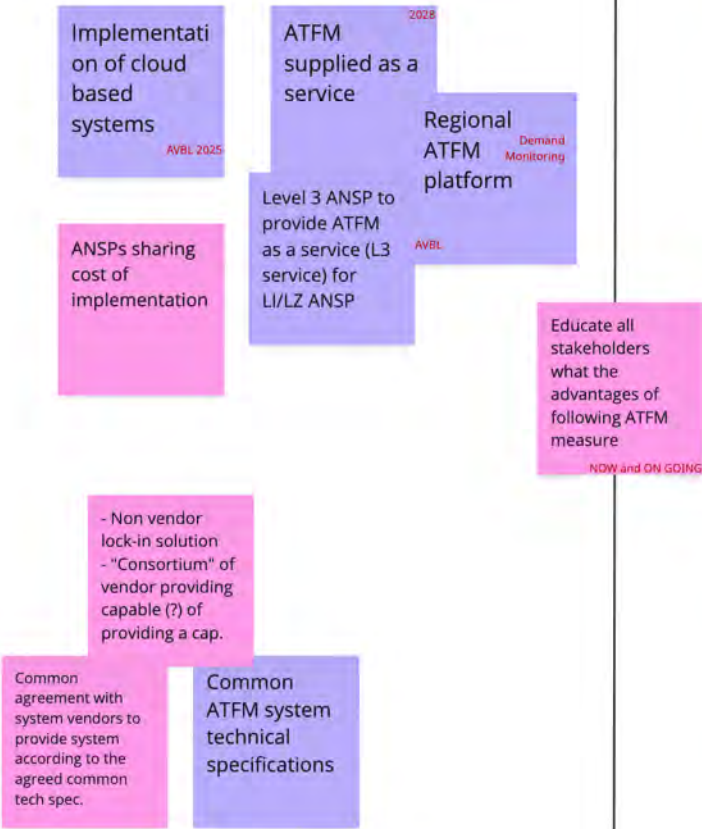 Implementati
on of cloud
based
systems
AVBL 2025
ATFM
supplied as a
service
2028
Regional
ATFM
platform
Demand
Monitoring
AVBL
Level 3 ANSP to
provide ATFM
as a service (L3
service) for
LI/LZ ANSP
ANSPs sharing
cost of
implementation
Educate all
stakeholders
what the
advantages of
following ATFM
measure
NOW and ON GOING
- Non vendor
lock-in solution
- "Consortium" of
vendor providing
capable (?) of
providing a cap.
Common
agreement with
system vendors to
provide system
according to the
agreed common
tech spec.
Common
ATFM system
technical
specifications